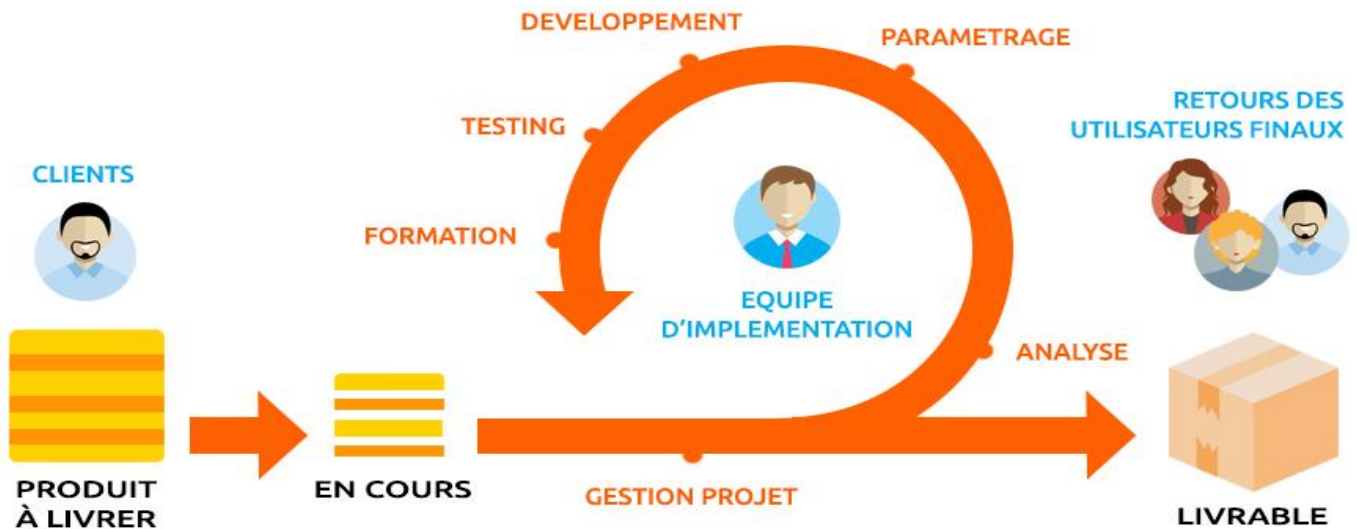 DEVELOPPEMENT
PARAMETRAGE
TESTING
RETOURS DES
UTILISATEURS FINAUX
CLIENTS
FORMATION
EQUIPE
D'IMPLEMENTATION
ANALYSE
PRODUIT
À LIVRER
EN COURS
GESTION PROJET
LIVRABLE